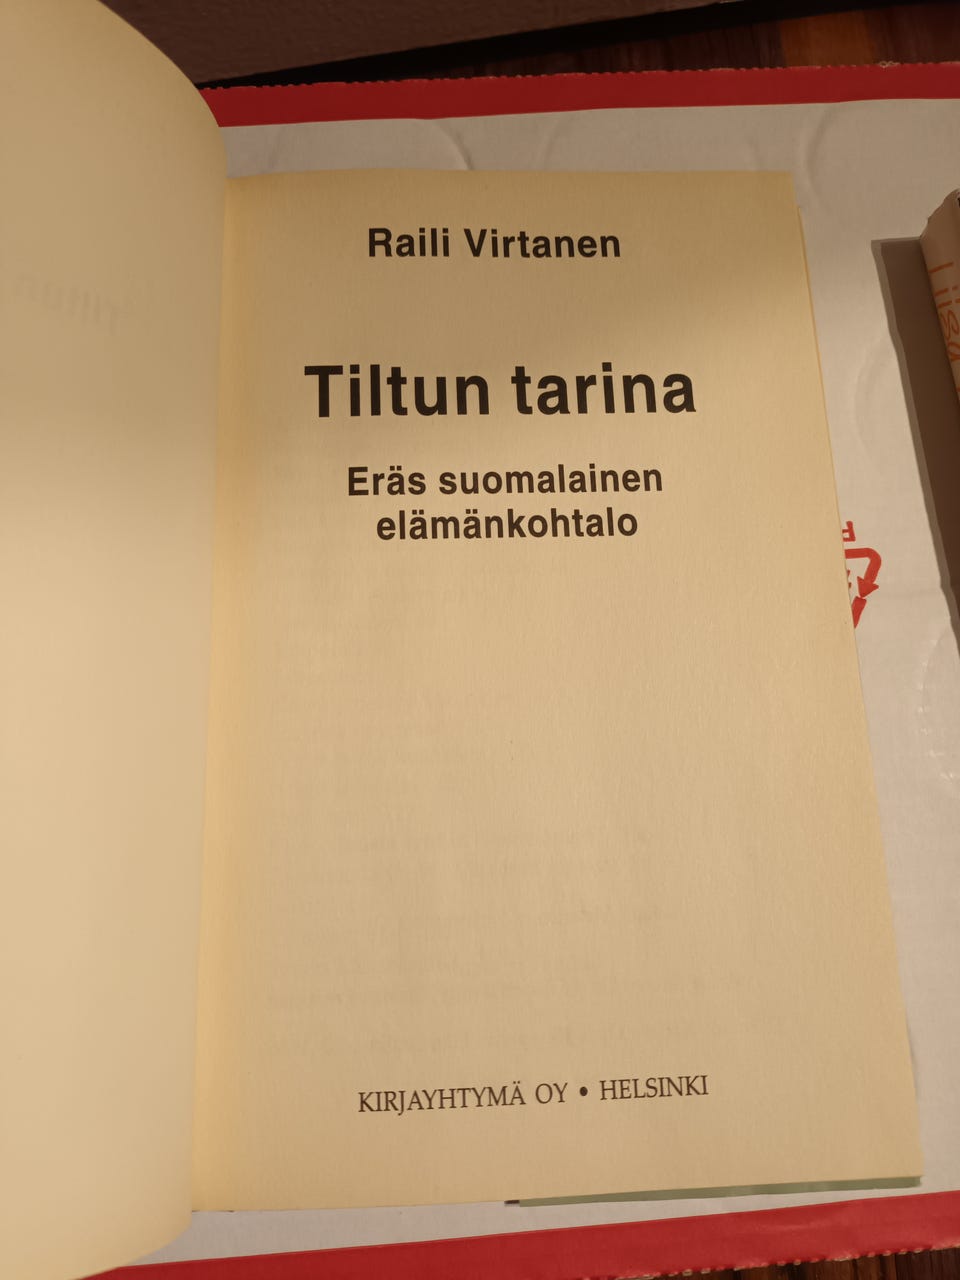 Raili Virtanen
Tiltun tarina
Eräs suomalainen
elämänkohtalo
KIRJAYHTYMÄ OY • HELSINKI